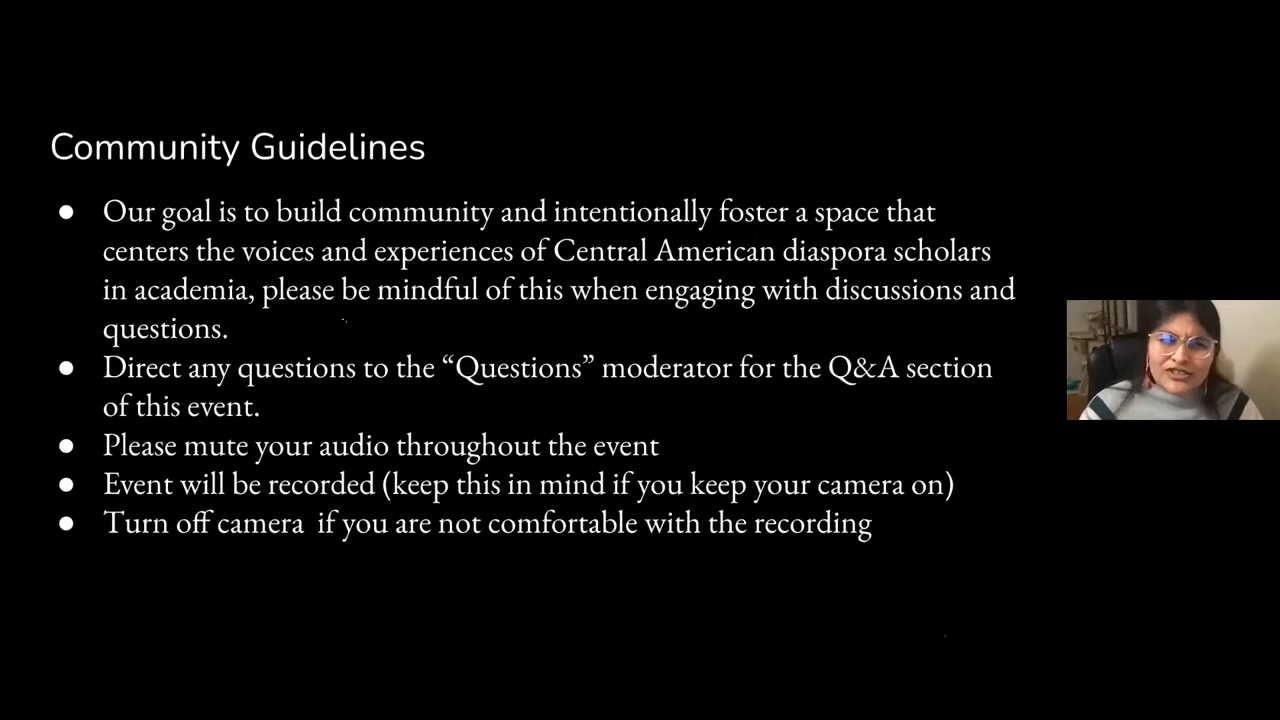 Community Guidelines
● Our goal is to build community and intentionally foster a space that
centers the voices and experiences of Central American diaspora scholars
in academia, please be mindful of this when engaging with discussions and
questions.
● Direct any questions to the “Questions” moderator for the Q&A section
of this event.
● Please mute your audio throughout the event
● Event will be recorded (keep this in mind if you keep your camera on)
● Turn off camera  if you are not comfortable with the recording